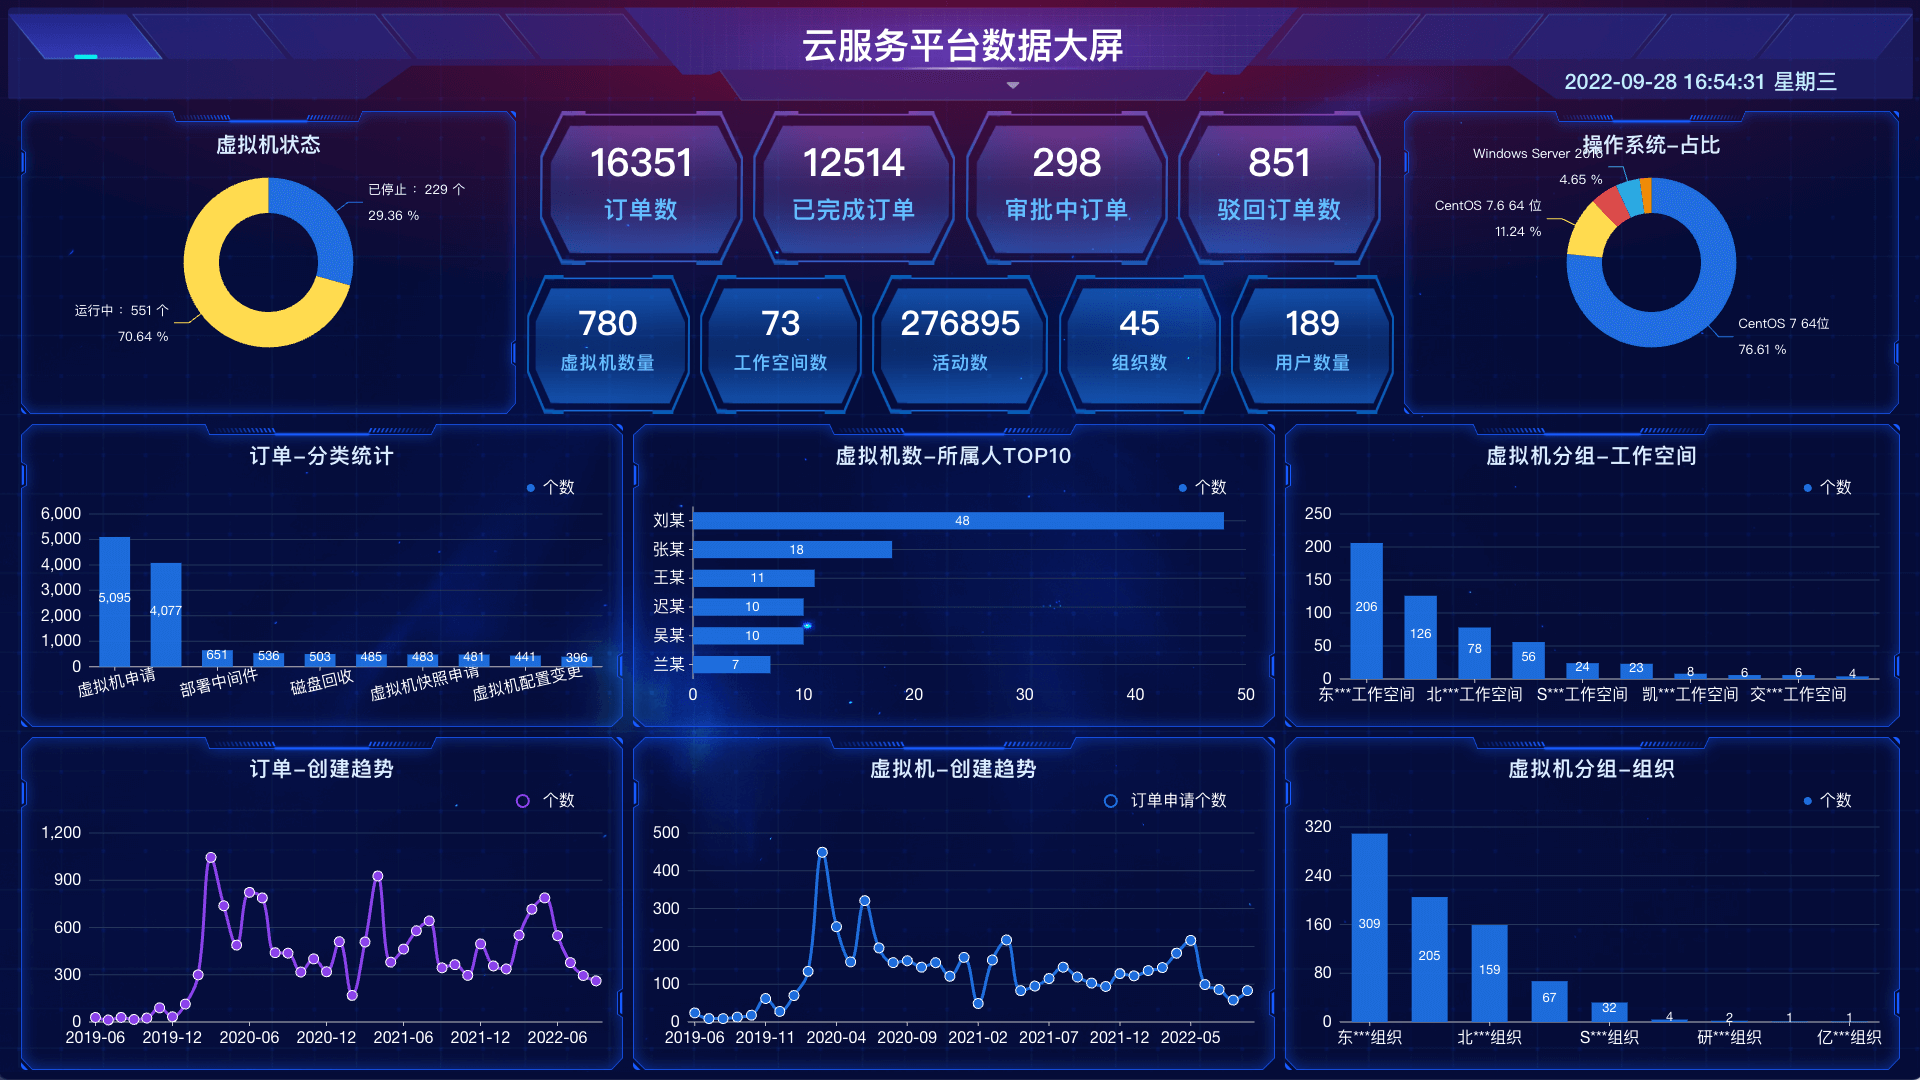 云服务平台数据大屏
2022-09-28 16:54:31 星期三
虚拟机状态
已停止： 229 个
29.36 %
运行中： 551 个
70.64 %
16351
订单数
12514
已完成订单
298
审批中订单
851
驳回订单数
780
虚拟机数量
73
工作空间数
276895
活动数
45
组织数
189
用户数量
操作系统-占比
Windows Server
4.65 %
CentOS 7.6 64 位
11.24 %
CentOS 7 64位
76.61 %
订单-分类统计
个数
6,000
5,000
4,000
3,000
2,000
1,000
0
5,095
4,077
651
536
503
485
483
481
441
396
虚拟机申请
部署中间件
磁盘回收
虚拟机快照申请
虚拟机配置变更
虚拟机数-所属人TOP10
个数
刘某
48
张某
18
王某
11
迟某
10
吴某
10
兰某
7
0
10
20
30
40
50
虚拟机分组-工作空间
个数
250
200
150
100
50
0
206
126
78
56
24
23
8
6
6
4
东***工作空间
北***工作空间
S***工作空间
凯***工作空间
交***工作空间
订单-创建趋势
个数
1,200
900
600
300
0
2019-06
2019-12
2020-06
2020-12
2021-06
2021-12
2022-06
虚拟机-创建趋势
订单申请个数
500
400
300
200
100
0
2019-06
2019-11
2020-04
2020-09
2021-02
2021-07
2021-12
2022-05
虚拟机分组-组织
个数
320
240
160
80
0
309
205
159
67
32
4
2
1
1
东***组织
北***组织
S***组织
研***组织
亿***组织